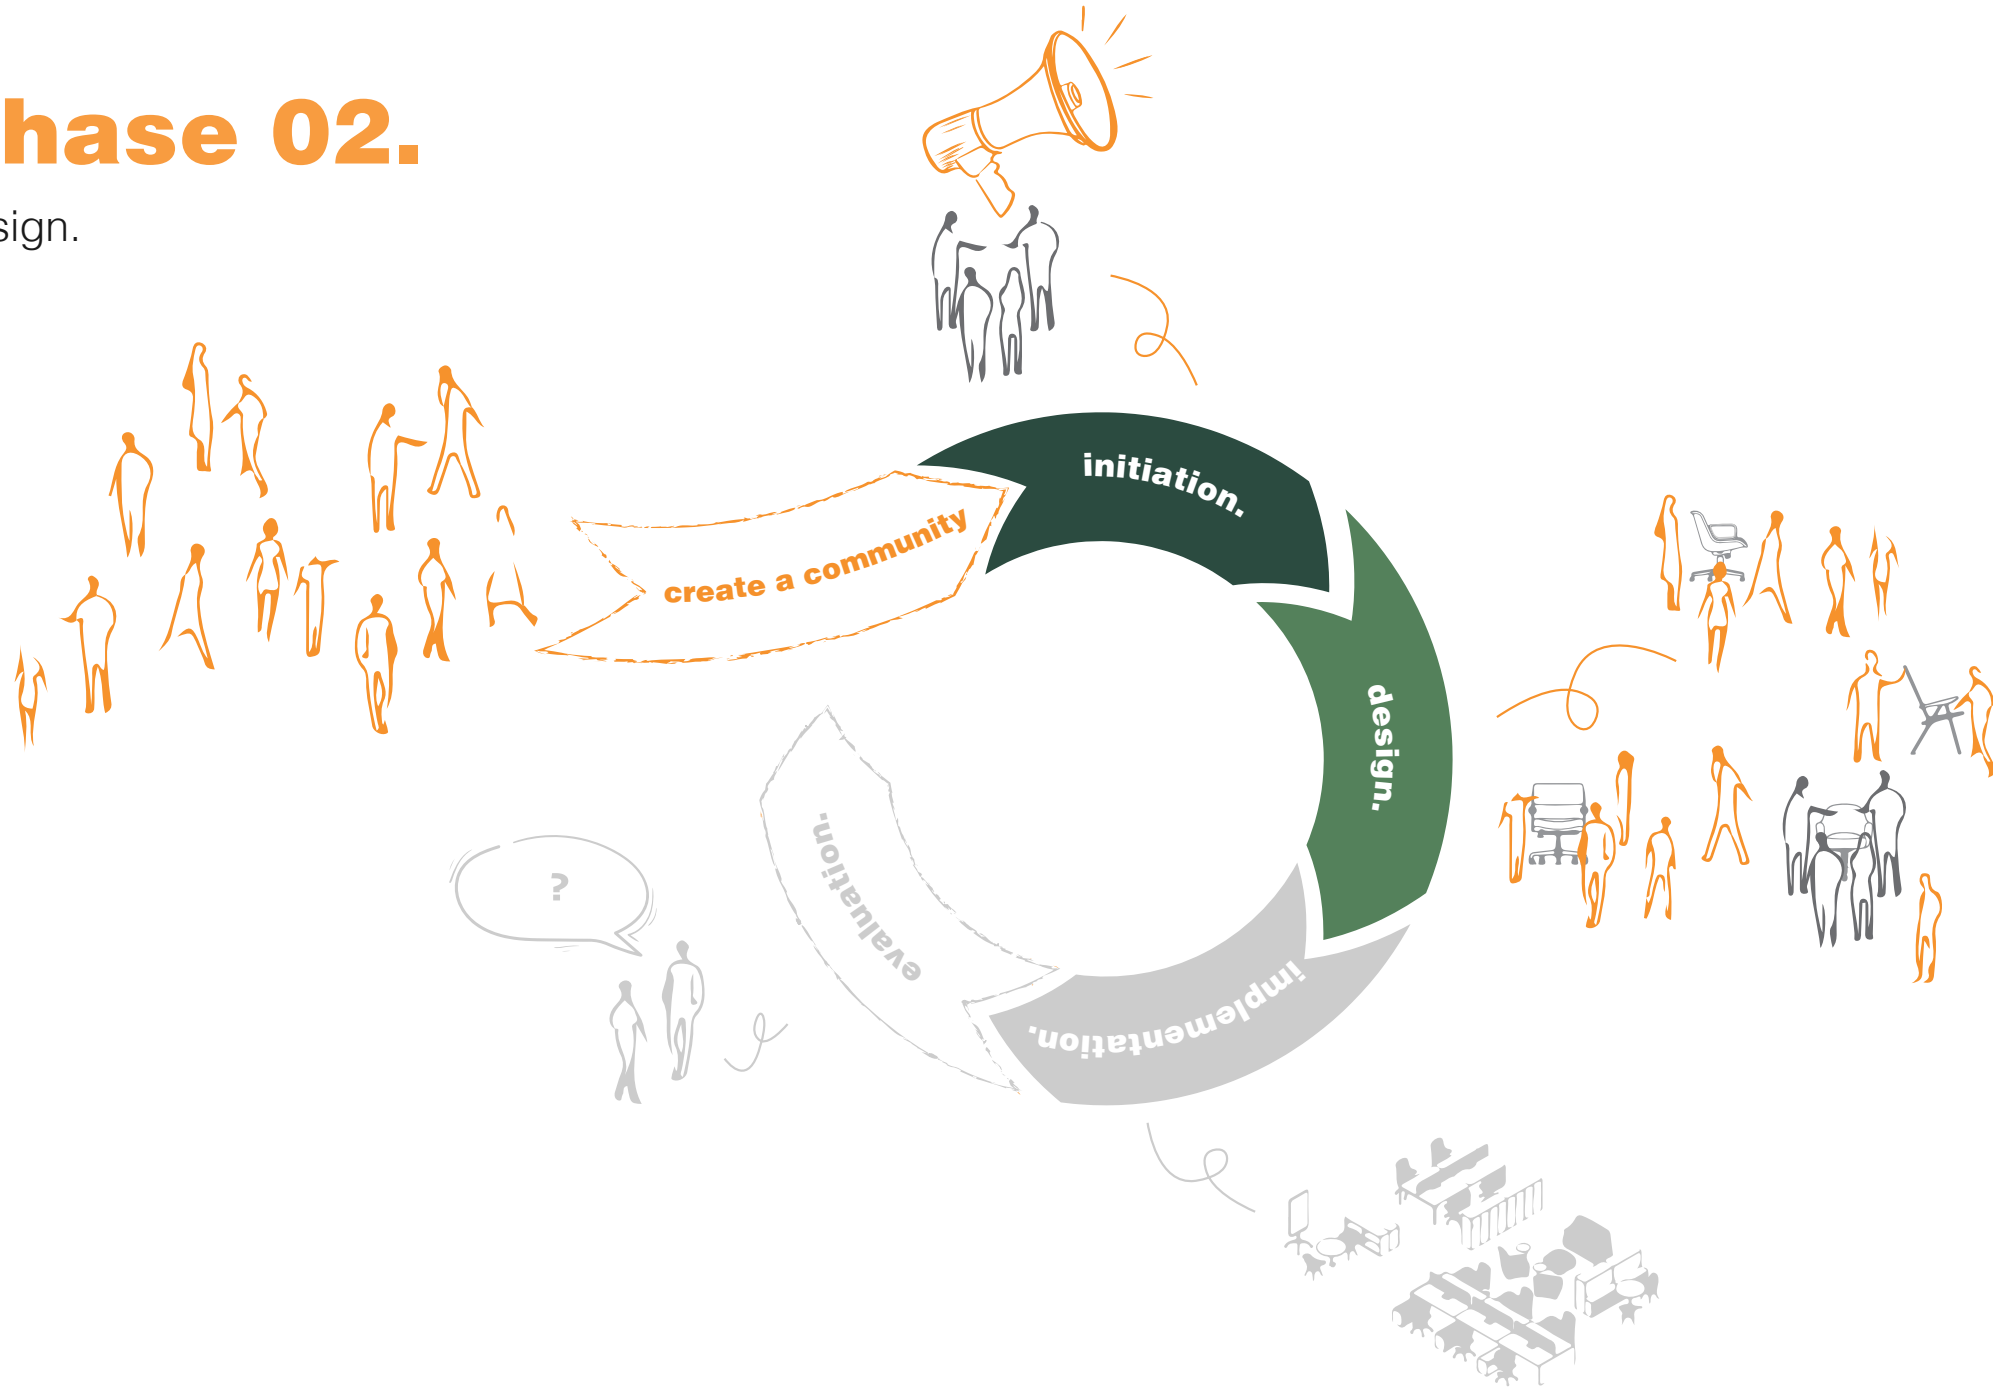 hase 02.
sign.
initiation.
create a community
design.
evaluation.
?
implementation.